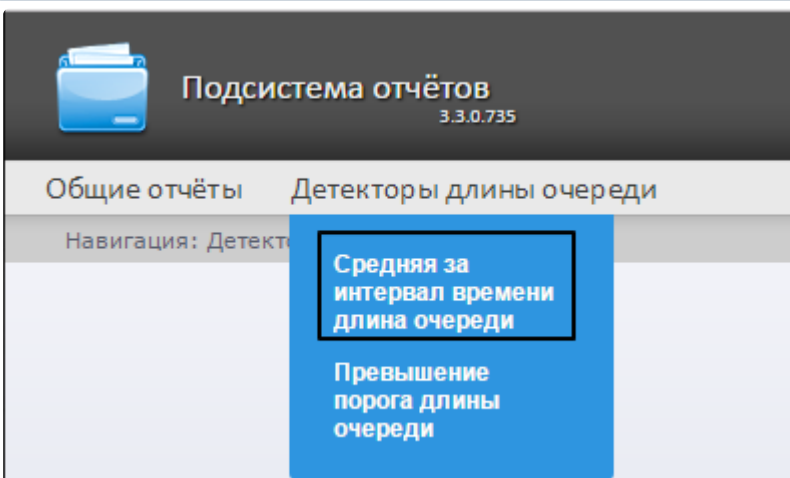 Подсистема отчётов
3.3.0.735
Общие отчёты Детекторы длины очереди
Навигация:
Средняя за
интервал времени
длина очереди
Превышение
порога длины
очереди